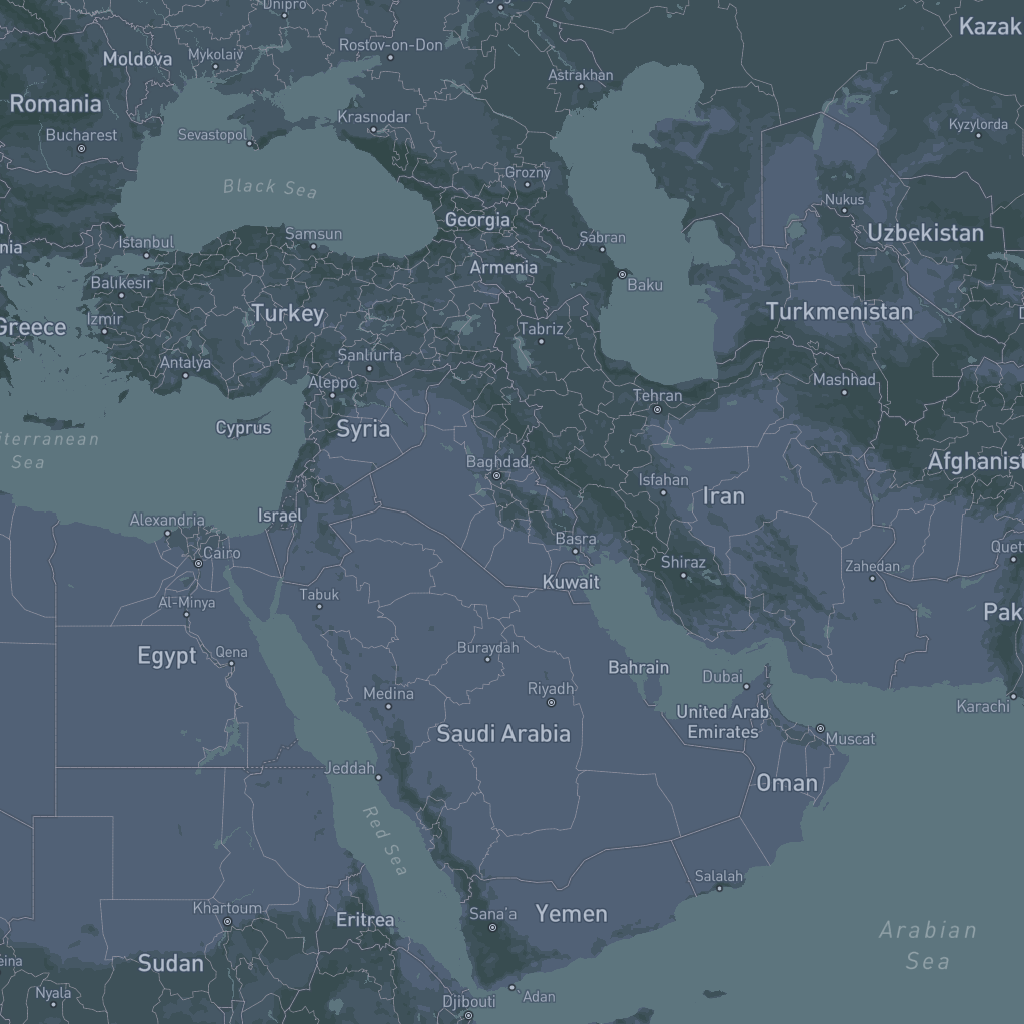 Dnipro
Kazak
Moldova
Mykolaiv
Rostov-on-Don
Astrakhan
Romania
Krasnodar
Bucharest
Sevastopol
Kyzylorda
Grozny
Black Sea
Nukus
Georgia
Uzbekistan
Samsun
Sabran
Istanbul
nia
Armenia
Balıkesir
Baku
Turkey
Turkmenistan
Izmir
Greece
Tabriz
Sanlıurfa
Antalya
Aleppo
Mashhad
Tehran
Cyprus
Syria
iterranean
Sea
Baghdad
Afghanist
Isfahan
Iran
Israel
Alexandria
Basra
Cairo
Quett
Shiraz
Zahedan
Kuwait
Tabuk
Al-Minya
Pak
Egypt
Qena
Buraydah
Bahrain
Dubai
Riyadh
Medina
Karachi
United Arab
Emirates
Saudi Arabia
Muscat
Jeddah
Oman
Red Sea
Salalah
Khartoum
Eritrea
Sana'a
Yemen
Arabian
Sea
Sudan
eina
Nyala
Djibouti
Adan